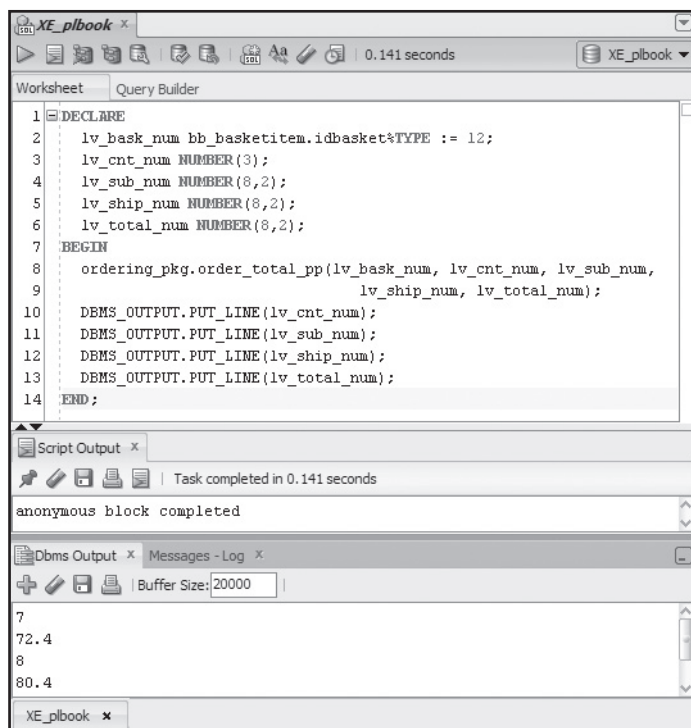 XE_plbook x
SQL Aa 0.141 seconds XE_plbook
Worksheet Query Builder
1 DECLARE
2 lv_bask_num bb_basketitem.idbasket%TYPE := 12;
3 lv_cnt_num NUMBER(3);
4 lv_sub_num NUMBER(8,2);
5 lv_ship_num NUMBER(8,2);
6 lv_total_num NUMBER(8,2);
7 BEGIN
8 ordering_pkg.order_total_pp(lv_bask_num, lv_cnt_num, lv_sub_num,
9 lv_ship_num, lv_total_num);
10 DBMS_OUTPUT.PUT_LINE(lv_cnt_num);
11 DBMS_OUTPUT.PUT_LINE(lv_sub_num);
12 DBMS_OUTPUT.PUT_LINE(lv_ship_num);
13 DBMS_OUTPUT.PUT_LINE(lv_total_num);
14 END;
Script Output x
Task completed in 0.141 seconds
anonymous block completed
Dbms Output x Messages - Log x
Buffer Size: 20000
7
72.4
8
80.4
XE_plbook x